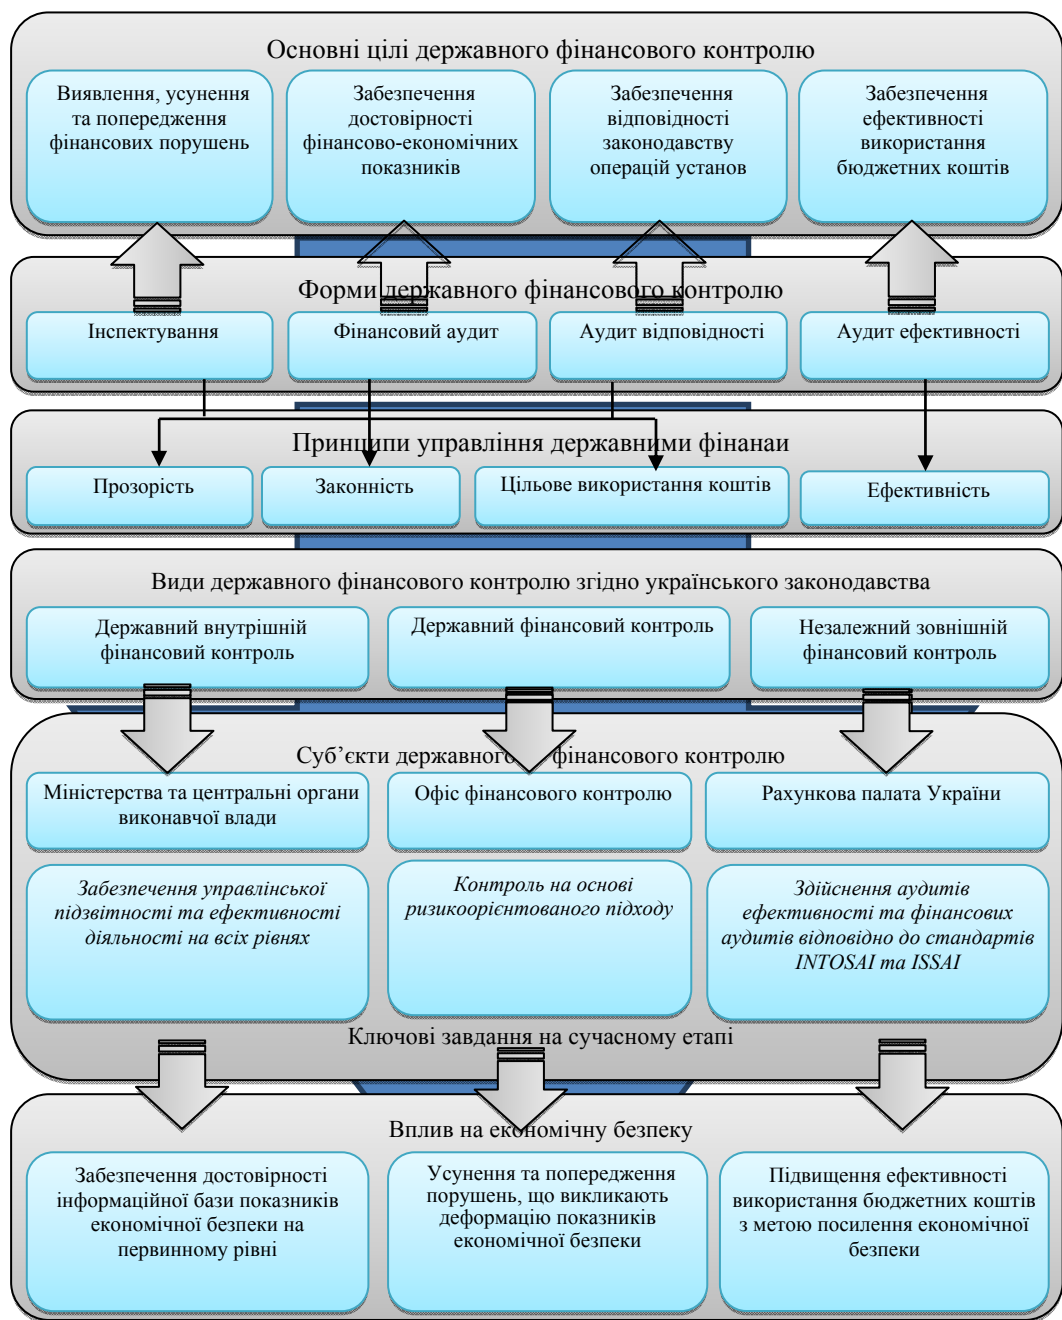 Основні цілі державного фінансового контролю
Виявлення, усунення
та попередження
фінансових порушень
Забезпечення
достовірності
фінансово-економічних
показників
Забезпечення
відповідності
законодавству
операцій установ
Забезпечення
ефективності
використання
бюджетних коштів
Форми державного фінансового контролю
Інспектування
Фінансовий аудит
Аудит відповідності
Аудит ефективності
Принципи управління державними фінанаи
Прозорість
Законність
Цільове використання коштів
Ефективність
Види державного фінансового контролю згідно українського законодавства
Державний внутрішній
фінансовий контроль
Державний фінансовий контроль
Незалежний зовнішній
фінансовий контроль
Суб’єкти державного фінансового контролю
Міністерства та центральні органи
виконавчої влади
Офіс фінансового контролю
Рахункова палата України
Забезпечення управлінської
підзвітності та ефективності
діяльності на всіх рівнях
Контроль на основі
ризикоорієнтованого підходу
Здійснення аудитів
ефективності та фінансових
аудитів відповідно до стандартів
INTOSAI та ISSAI
Ключові завдання на сучасному етапі
Вплив на економічну безпеку
Забезпечення достовірності
інформаційної бази показників
економічної безпеки на
первинному рівні
Усунення та попередження
порушень, що викликають
деформацію показників
економічної безпеки
Підвищення ефективності
використання бюджетних коштів
з метою посилення економічної
безпеки